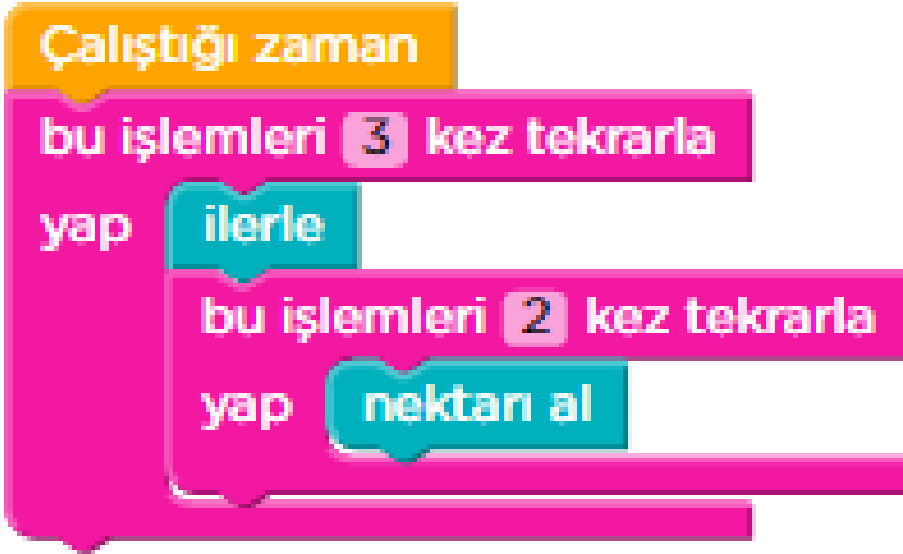 Çalıştığı zaman
bu işlemleri 3 kez tekrarla
yap ilerle
bu işlemleri 2 kez tekrarla
yap nektarı al